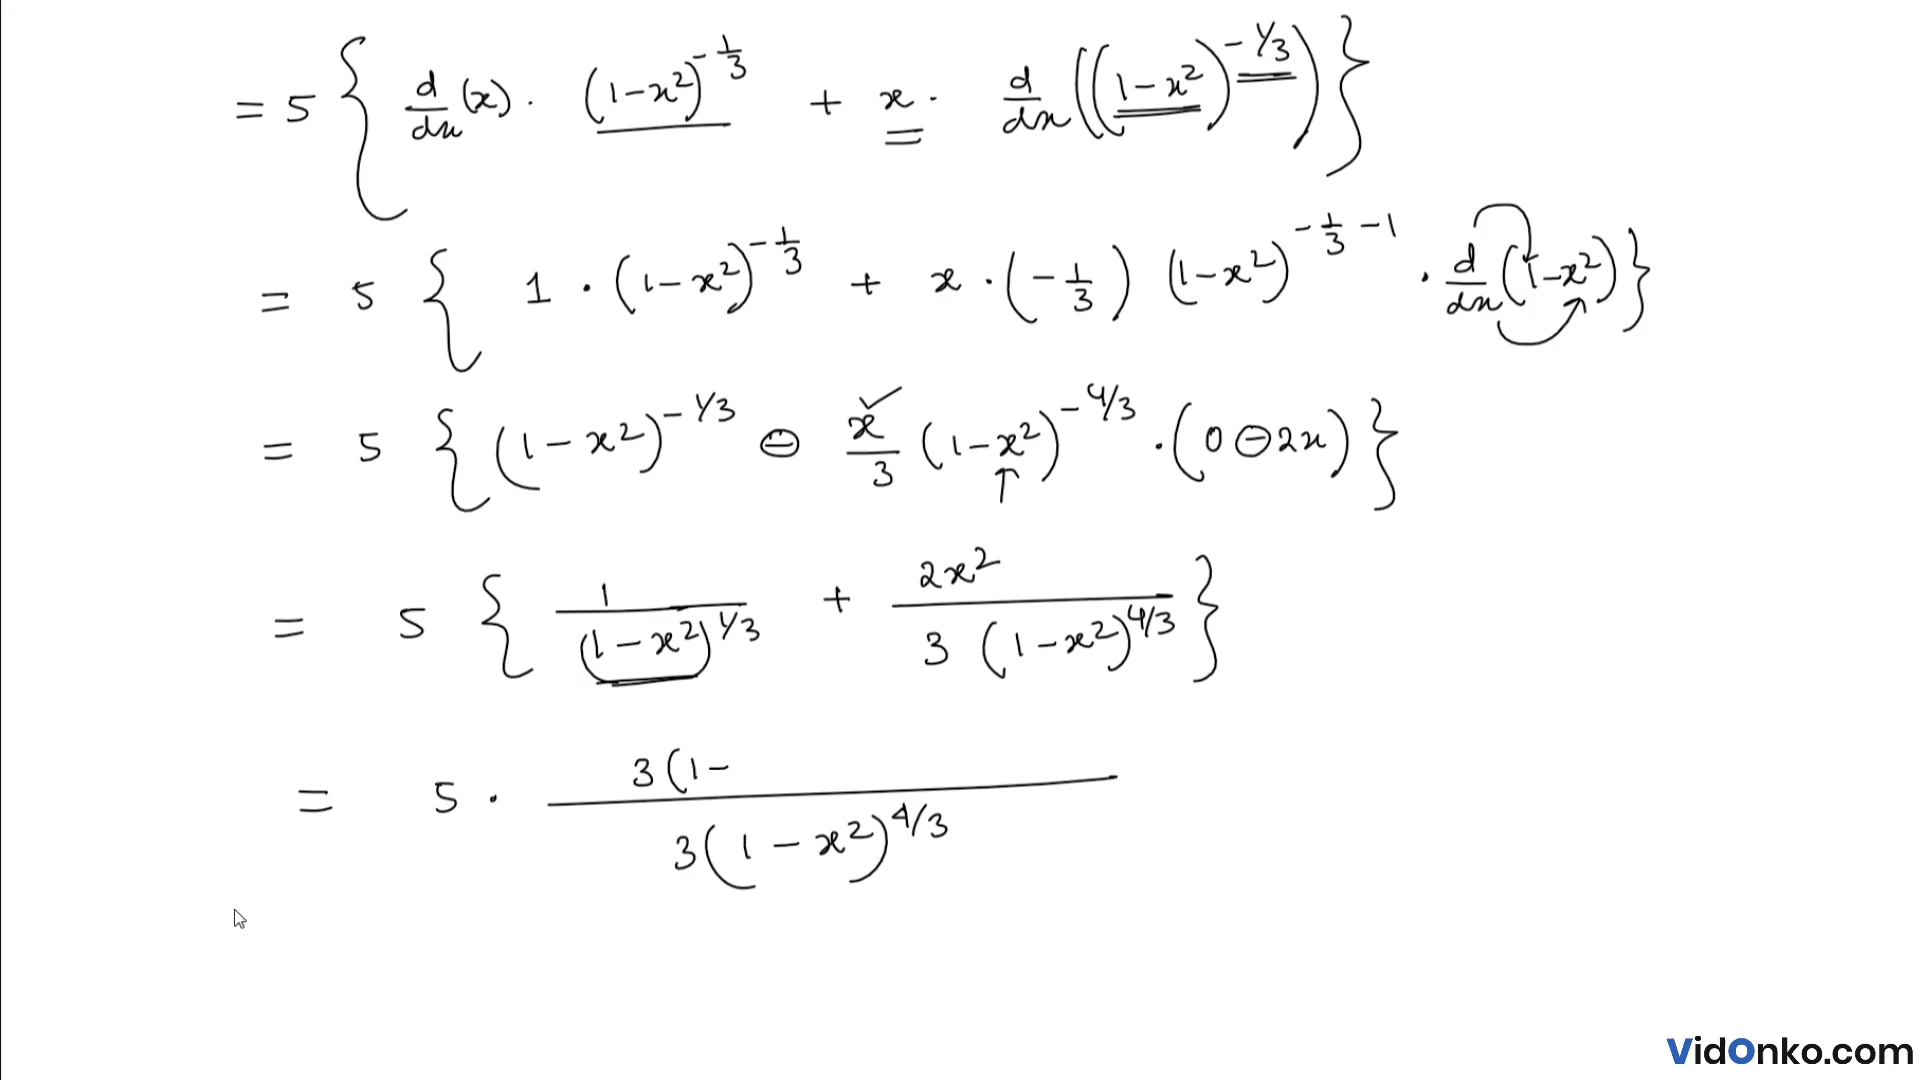 = 5 { d/dx (x) · (1-x²)^(-1/3) + x · d/dx ((1-x²)^(-1/3)) }
= 5 { 1 · (1-x²)^(-1/3) + x · (-1/3) (1-x²)^(-1/3 -1) · d/dx (1-x²) }
= 5 { (1-x²)^(-1/3) ⊖ x/3 (1-x²)^(-4/3) · (0 ⊖ 2x) }
= 5 { 1/(1-x²)^(1/3) + 2x²/3(1-x²)^(4/3) }
= 5 · 3(1- / 3(1-x²)^(4/3)
VidOnko.com